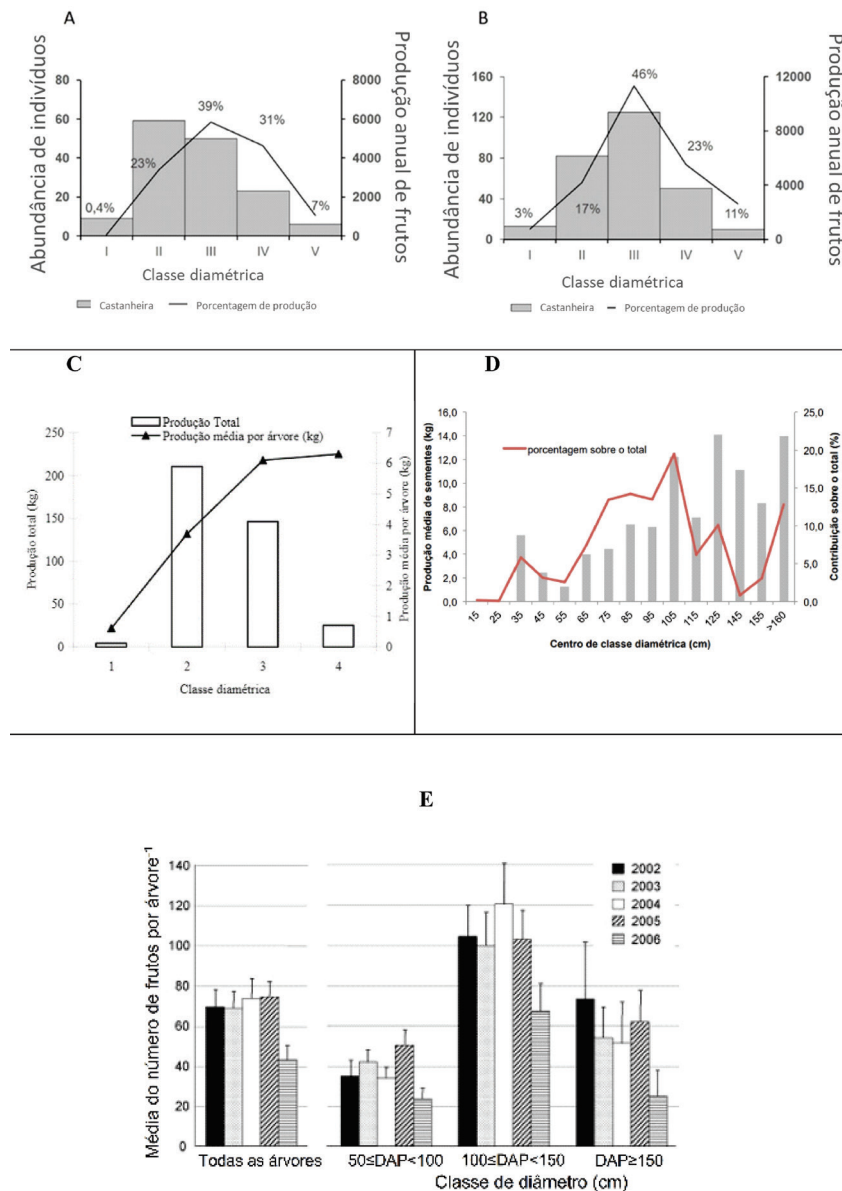 A
Abundância de indivíduos
80
60
40
20
0
0,4%
23%
39%
31%
7%
8000
6000
4000
2000
0
Produção anual de frutos
I II III IV V
Classe diamétrica
Castanheira Porcentagem de produção
B
Abundância de indivíduos
160
120
80
40
0
3%
17%
46%
23%
11%
12000
8000
4000
0
Produção anual de frutos
I II III IV V
Classe diamétrica
Castanheira Porcentagem de produção
C
Produção Total
Produção média por árvore (kg)
Produção total (kg)
250
200
150
100
50
0
7
6
5
4
3
2
1
0
Produção média por árvore (kg)
1 2 3 4
Classe diamétrica
D
porcentagem sobre o total
Produção média de sementes (kg)
16,0
14,0
12,0
10,0
8,0
6,0
4,0
2,0
0,0
25,0
20,0
15,0
10,0
5,0
0,0
Contribuição sobre o total (%)
15 25 35 45 55 65 75 85 95 105 115 125 145 155 >160
Centro de classe diamétrica (cm)
E
Média do número de frutos por árvore⁻¹
140
120
100
80
60
40
20
0
2002
2003
2004
2005
2006
Todas as árvores 50≤DAP<100 100≤DAP<150 DAP≥150
Classe de diâmetro (cm)